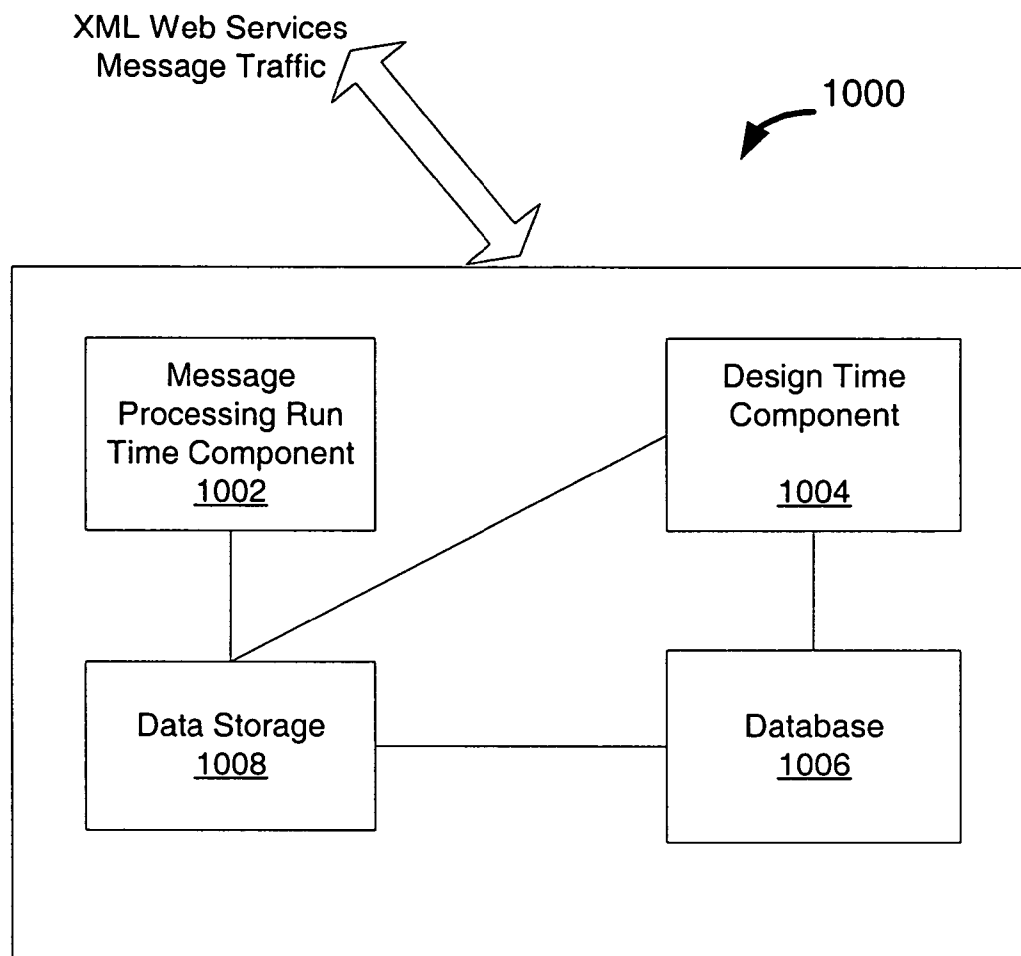 XML Web Services
Message Traffic
1000
Message
Processing Run
Time Component
1002
Design Time
Component
1004
Data Storage
1008
Database
1006